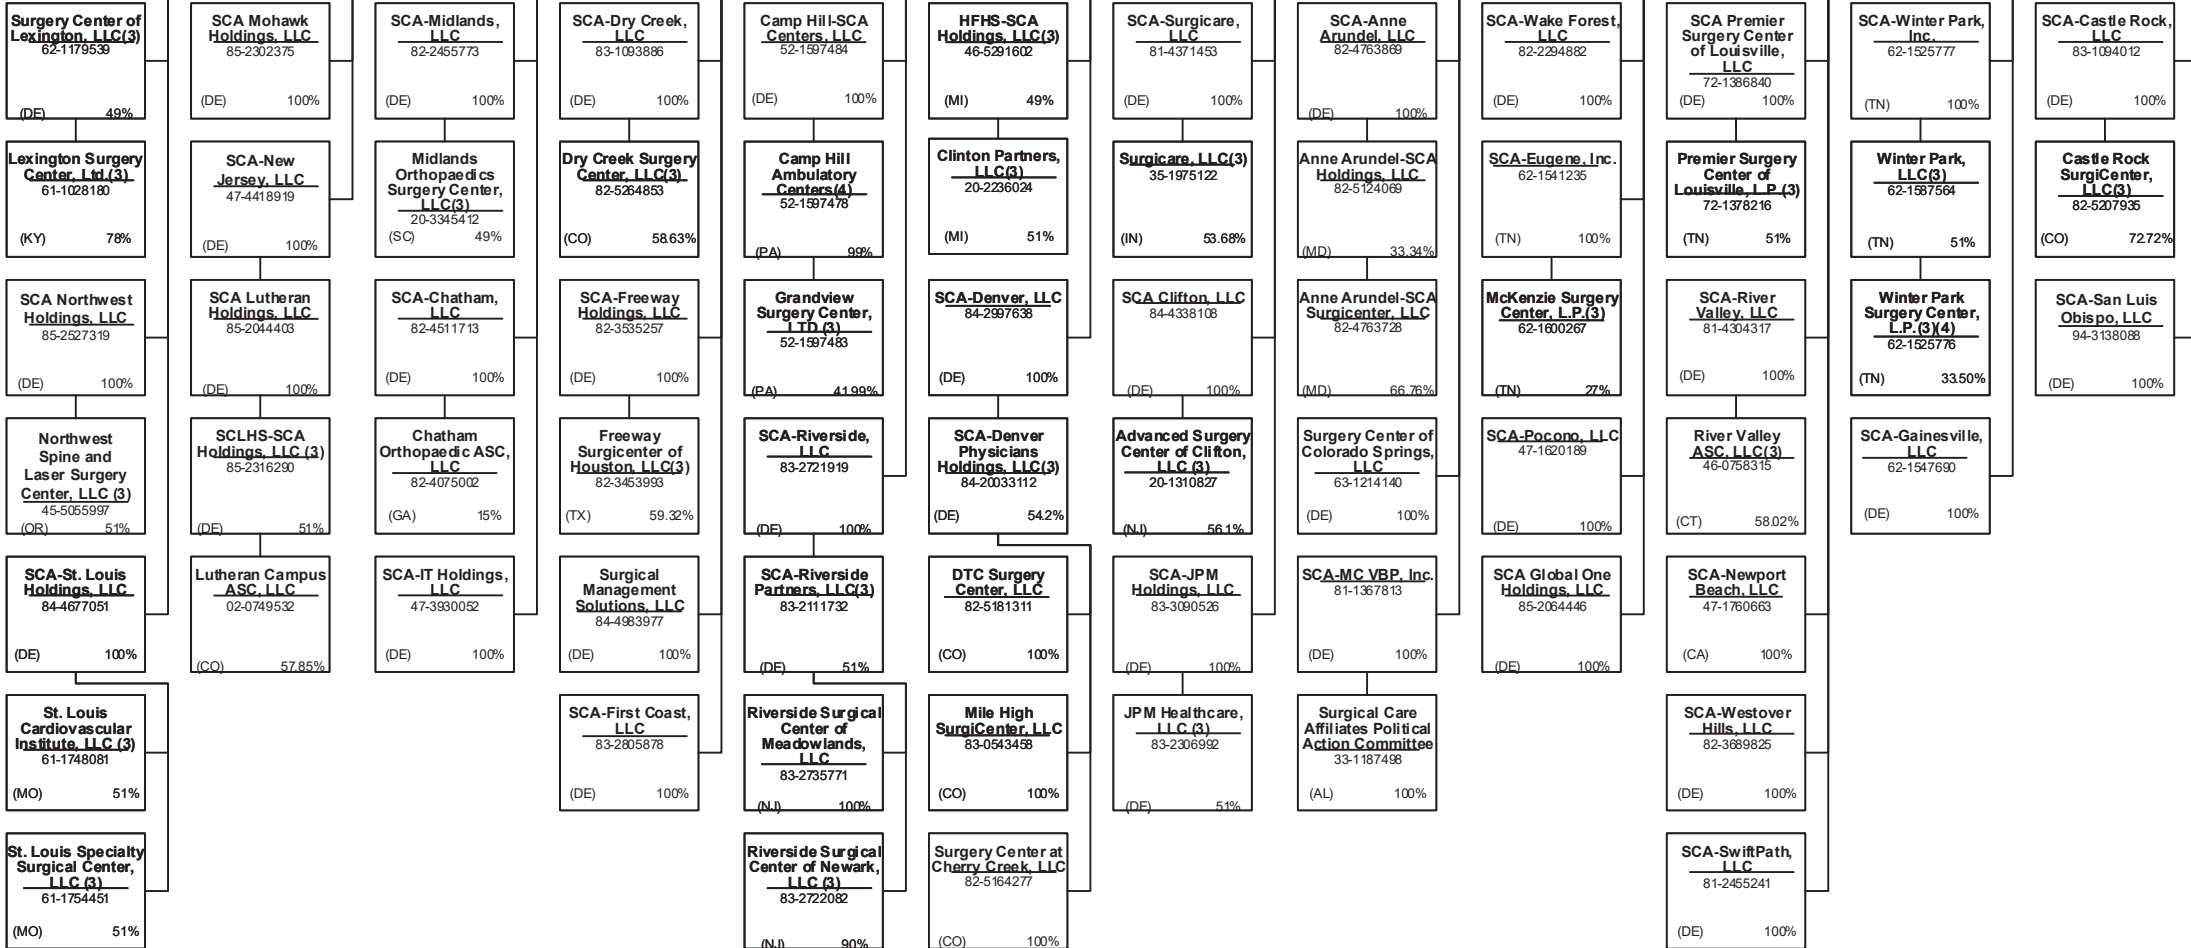 Surgery Center of
Lexington, LLC(3)
62-1179539
(DE) 49%
Lexington Surgery
Center, Ltd.(3)
61-1028180
(KY) 78%
SCA Northwest
Holdings, LLC
85-2527319
(DE) 100%
Northwest
Spine and
Laser Surgery
Center, LLC (3)
45-5055997
(OR) 51%
SCA-St. Louis
Holdings, LLC
84-4677051
(DE) 100%
St. Louis
Cardiovascular
Institute, LLC (3)
61-1748081
(MO) 51%
St. Louis Specialty
Surgical Center,
LLC (3)
61-1754451
(MO) 51%
SCA Mohawk
Holdings, LLC
85-2302375
(DE) 100%
SCA-New
Jersey, LLC
47-4418919
(DE) 100%
SCA Lutheran
Holdings, LLC
85-2044403
(DE) 100%
SCLHS-SCA
Holdings, LLC (3)
85-2316290
(DE) 51%
Lutheran Campus
ASC, LLC
02-0749532
(CO) 57.85%
SCA-Midlands,
LLC
82-2455773
(DE) 100%
Midlands
Orthopaedics
Surgery Center,
LLC(3)
20-3345412
(SC) 49%
SCA-Chatham,
LLC
82-4511713
(DE) 100%
Chatham
Orthopaedic ASC,
LLC
82-4075002
(GA) 15%
SCA-IT Holdings,
LLC
47-3930052
(DE) 100%
SCA-Dry Creek,
LLC
83-1093886
(DE) 100%
Dry Creek Surgery
Center, LLC(3)
82-5264853
(CO) 58.63%
SCA-Freeway
Holdings, LLC
82-3535257
(DE) 100%
Freeway
Surgicenter of
Houston, LLC(3)
82-3453993
(TX) 59.32%
Surgical
Management
Solutions, LLC
84-4983977
(DE) 100%
SCA-First Coast,
LLC
83-2805878
(DE) 100%
Camp Hill-SCA
Centers, LLC
52-1597484
(DE) 100%
Camp Hill
Ambulatory
Centers(4)
52-1597478
(PA) 99%
Grandview
Surgery Center,
LTD.(3)
52-1597483
(PA) 41.99%
SCA-Riverside,
LLC
83-2721919
(DE) 100%
SCA-Riverside
Partners, LLC(3)
83-2111732
(DE) 51%
Riverside Surgical
Center of
Meadowlands,
LLC
83-2735771
(NJ) 100%
Riverside Surgical
Center of Newark,
LLC (3)
83-2722082
(NJ) 90%
HFHS-SCA
Holdings, LLC(3)
46-5291602
(MI) 49%
Clinton Partners,
LLC(3)
20-2236024
(MI) 51%
SCA-Denver, LLC
84-2997638
(DE) 100%
SCA-Denver
Physicians
Holdings, LLC(3)
84-20033112
(DE) 54.2%
DTC Surgery
Center, LLC
82-5181311
(CO) 100%
Mile High
SurgiCenter, LLC
83-0543458
(CO) 100%
Surgery Center at
Cherry Creek, LLC
82-5164277
(CO) 100%
SCA-Surgicare,
LLC
81-4371453
(DE) 100%
Surgicare, LLC(3)
35-1975122
(IN) 53.68%
SCA Clifton, LLC
84-4338108
(DE) 100%
Advanced Surgery
Center of Clifton,
LLC (3)
20-1310827
(NJ) 56.1%
SCA-JPM
Holdings, LLC
83-3090526
(DE) 100%
JPM Healthcare,
LLC (3)
83-2306992
(DE) 51%
SCA-Anne
Arundel, LLC
82-4763869
(DE) 100%
Anne Arundel-SCA
Holdings, LLC
82-5124069
(MD) 33.34%
Anne Arundel-SCA
Surgicenter, LLC
82-4763728
(MD) 66.76%
Surgery Center of
Colorado Springs,
LLC
63-1214140
(DE) 100%
SCA-MC VBP, Inc.
81-1367813
(DE) 100%
Surgical Care
Affiliates Political
Action Committee
33-1187498
(AL) 100%
SCA-Wake Forest,
LLC
82-2294882
(DE) 100%
SCA-Eugene, Inc.
62-1541235
(TN) 100%
McKenzie Surgery
Center, L.P.(3)
62-1600267
(TN) 27%
SCA-Pocono, LLC
47-1620189
(DE) 100%
SCA Global One
Holdings, LLC
85-2064446
(DE) 100%
SCA Premier
Surgery Center
of Louisville,
LLC
72-1386840
(DE) 100%
Premier Surgery
Center of
Louisville, L.P.(3)
72-1378216
(TN) 51%
SCA-River
Valley, LLC
81-4304317
(DE) 100%
River Valley
ASC, LLC(3)
46-0758315
(CT) 58.02%
SCA-Newport
Beach, LLC
47-1760663
(CA) 100%
SCA-Westover
Hills, LLC
82-3689825
(DE) 100%
SCA-SwiftPath,
LLC
81-2455241
(DE) 100%
SCA-Winter Park,
Inc.
62-1525777
(TN) 100%
Winter Park,
LLC(3)
62-1587564
(TN) 51%
Winter Park
Surgery Center,
L.P.(3)(4)
62-1525776
(TN) 33.50%
SCA-Gainesville,
LLC
62-1547690
(DE) 100%
SCA-Castle Rock,
LLC
83-1094012
(DE) 100%
Castle Rock
SurgiCenter,
LLC(3)
82-5207935
(CO) 72.72%
SCA-San Luis
Obispo, LLC
94-3138088
(DE) 100%